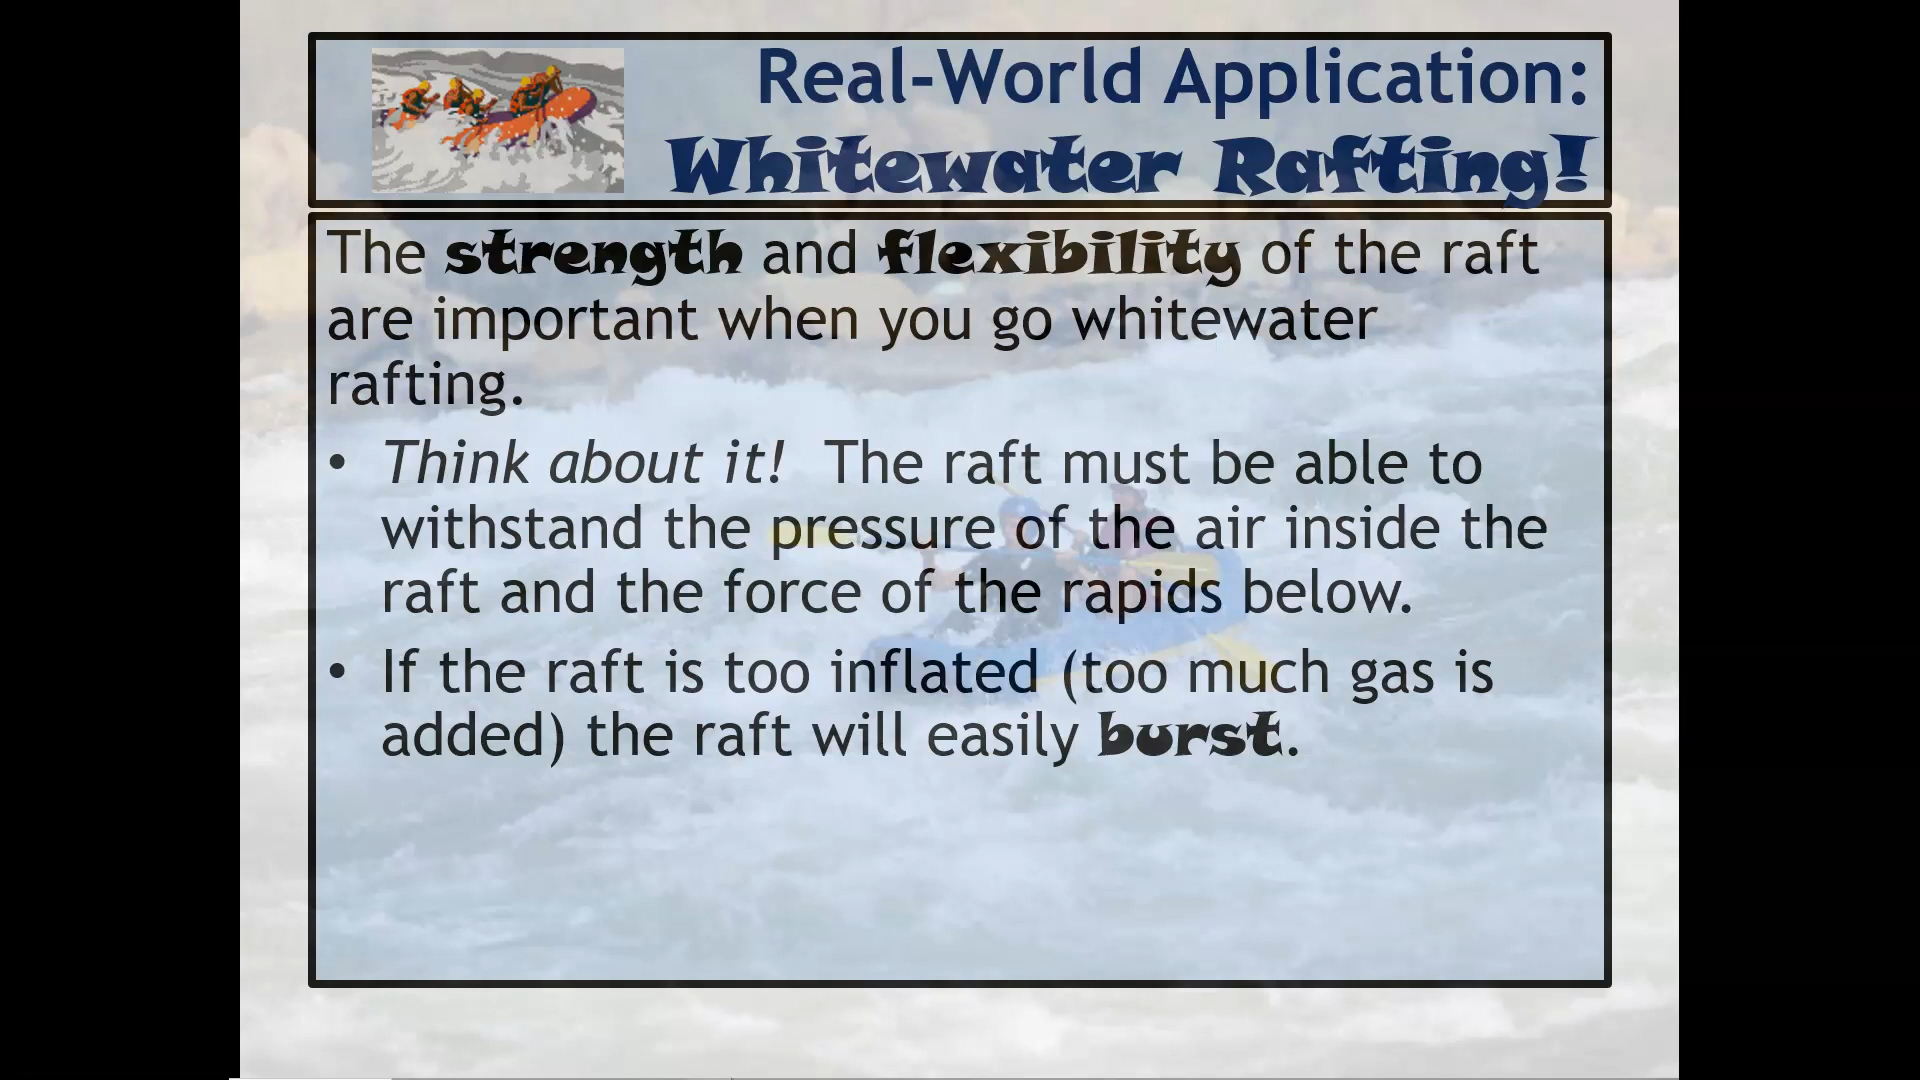 Real-World Application:
Whitewater Rafting!
The strength and flexibility of the raft
are important when you go whitewater
rafting.
• Think about it! The raft must be able to
withstand the pressure of the air inside the
raft and the force of the rapids below.
• If the raft is too inflated (too much gas is
added) the raft will easily burst.